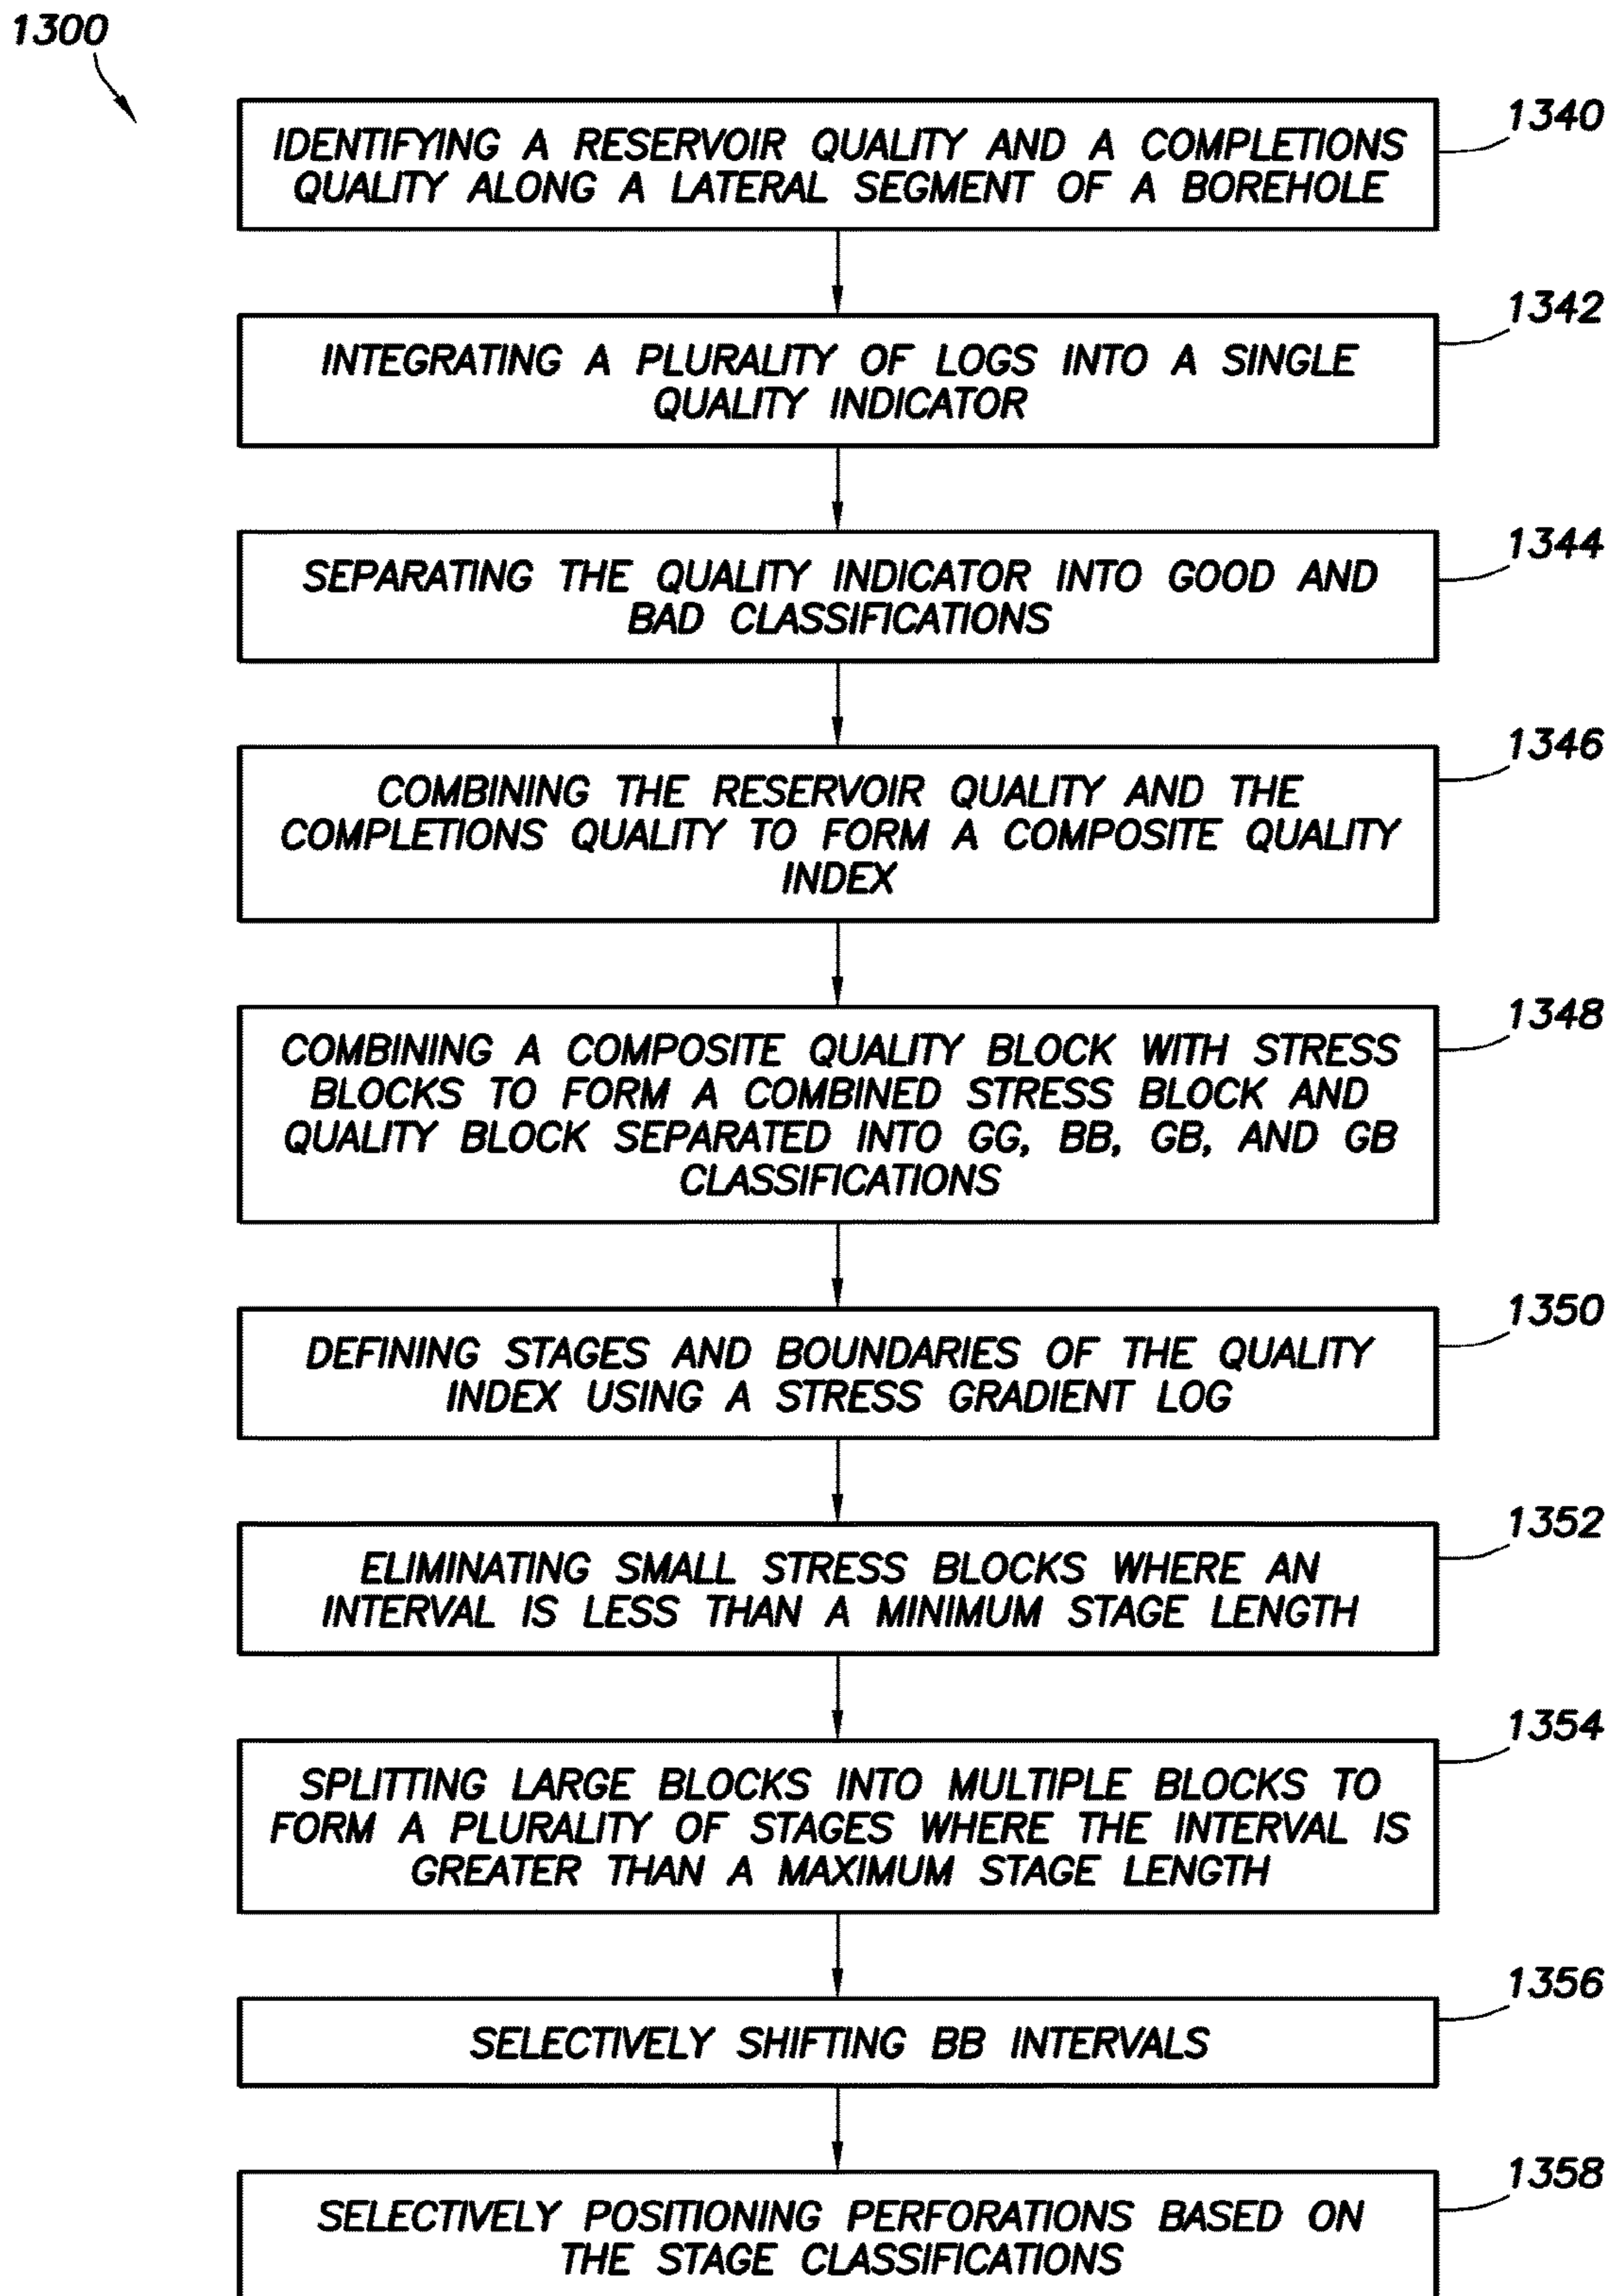 1300
1340
IDENTIFYING A RESERVOIR QUALITY AND A COMPLETIONS
QUALITY ALONG A LATERAL SEGMENT OF A BOREHOLE
1342
INTEGRATING A PLURALITY OF LOGS INTO A SINGLE
QUALITY INDICATOR
1344
SEPARATING THE QUALITY INDICATOR INTO GOOD AND
BAD CLASSIFICATIONS
1346
COMBINING THE RESERVOIR QUALITY AND THE
COMPLETIONS QUALITY TO FORM A COMPOSITE QUALITY
INDEX
1348
COMBINING A COMPOSITE QUALITY BLOCK WITH STRESS
BLOCKS TO FORM A COMBINED STRESS BLOCK AND
QUALITY BLOCK SEPARATED INTO GG, BB, GB, AND GB
CLASSIFICATIONS
1350
DEFINING STAGES AND BOUNDARIES OF THE QUALITY
INDEX USING A STRESS GRADIENT LOG
1352
ELIMINATING SMALL STRESS BLOCKS WHERE AN
INTERVAL IS LESS THAN A MINIMUM STAGE LENGTH
1354
SPLITTING LARGE BLOCKS INTO MULTIPLE BLOCKS TO
FORM A PLURALITY OF STAGES WHERE THE INTERVAL IS
GREATER THAN A MAXIMUM STAGE LENGTH
1356
SELECTIVELY SHIFTING BB INTERVALS
1358
SELECTIVELY POSITIONING PERFORATIONS BASED ON
THE STAGE CLASSIFICATIONS